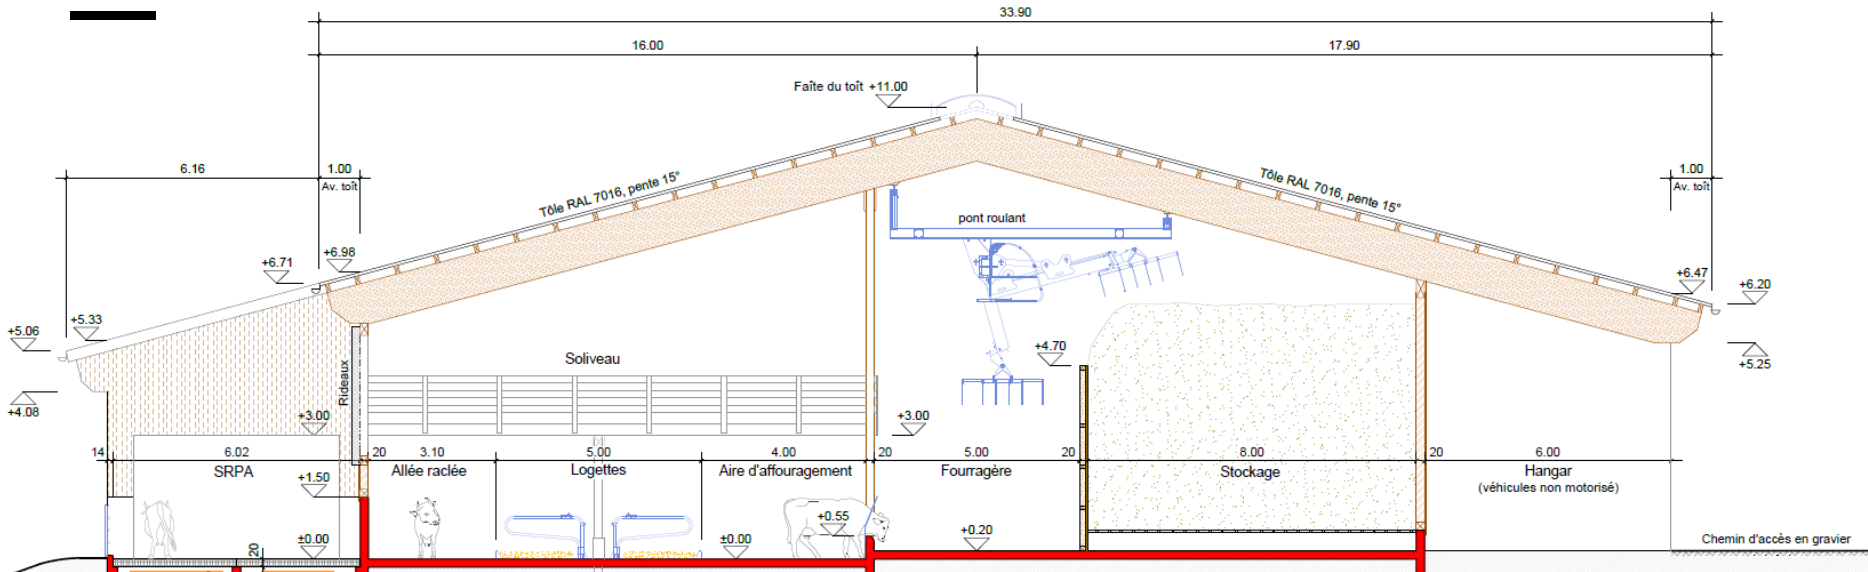 33.90
16.00
17.90
Faîte du toît +11.00
6.16
1.00
Av. toît
1.00
Av. toît
Tôle RAL 7016, pente 15°
Tôle RAL 7016, pente 15°
pont roulant
+6.98
+6.71
+6.47
+6.20
+5.33
+5.06
+5.25
+4.70
+4.08
Soliveau
Rideaux
+3.00
+3.00
14
6.02
20
3.10
5.00
4.00
20
5.00
20
8.00
20
6.00
SRPA
Allée raclée
Logettes
Aire d'affouragement
Fourragère
Stockage
Hangar
(véhicules non motorisé)
+1.50
+0.55
±0.00
±0.00
+0.20
20
Chemin d'accès en gravier